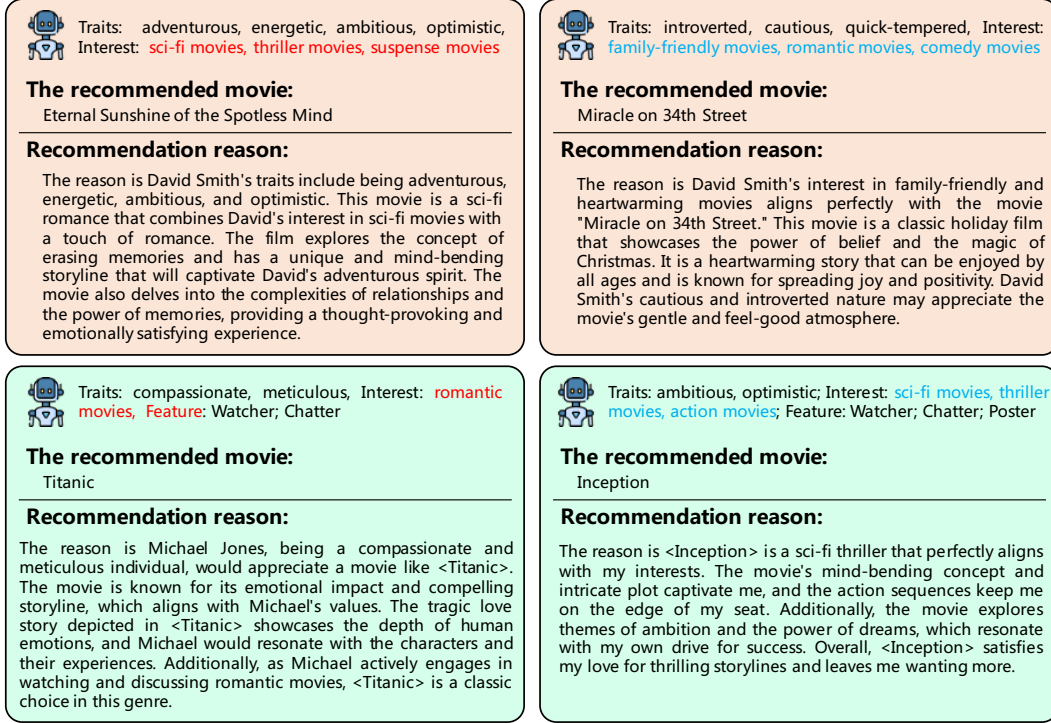 Traits: adventurous, energetic, ambitious, optimistic,
Interest: sci-fi movies, thriller movies, suspense movies
The recommended movie:
Eternal Sunshine of the Spotless Mind
Recommendation reason:
The reason is David Smith's traits include being adventurous,
energetic, ambitious, and optimistic. This movie is a sci-fi
romance that combines David's interest in sci-fi movies with
a touch of romance. The film explores the concept of
erasing memories and has a unique and mind-bending
storyline that will captivate David's adventurous spirit. The
movie also delves into the complexities of relationships and
the power of memories, providing a thought-provoking and
emotionally satisfying experience.
Traits: introverted, cautious, quick-tempered, Interest:
family-friendly movies, romantic movies, comedy movies
The recommended movie:
Miracle on 34th Street
Recommendation reason:
The reason is David Smith's interest in family-friendly and
heartwarming movies aligns perfectly with the movie
"Miracle on 34th Street." This movie is a classic holiday film
that showcases the power of belief and the magic of
Christmas. It is a heartwarming story that can be enjoyed by
all ages and is known for spreading joy and positivity. David
Smith's cautious and introverted nature may appreciate the
movie's gentle and feel-good atmosphere.
Traits: compassionate, meticulous, Interest: romantic
movies, Feature: Watcher; Chatter
The recommended movie:
Titanic
Recommendation reason:
The reason is Michael Jones, being a compassionate and
meticulous individual, would appreciate a movie like <Titanic>.
The movie is known for its emotional impact and compelling
storyline, which aligns with Michael's values. The tragic love
story depicted in <Titanic> showcases the depth of human
emotions, and Michael would resonate with the characters and
their experiences. Additionally, as Michael actively engages in
watching and discussing romantic movies, <Titanic> is a classic
choice in this genre.
Traits: ambitious, optimistic; Interest: sci-fi movies, thriller
movies, action movies; Feature: Watcher; Chatter; Poster
The recommended movie:
Inception
Recommendation reason:
The reason is <Inception> is a sci-fi thriller that perfectly aligns
with my interests. The movie's mind-bending concept and
intricate plot captivate me, and the action sequences keep me
on the edge of my seat. Additionally, the movie explores
themes of ambition and the power of dreams, which resonate
with my own drive for success. Overall, <Inception> satisfies
my love for thrilling storylines and leaves me wanting more.